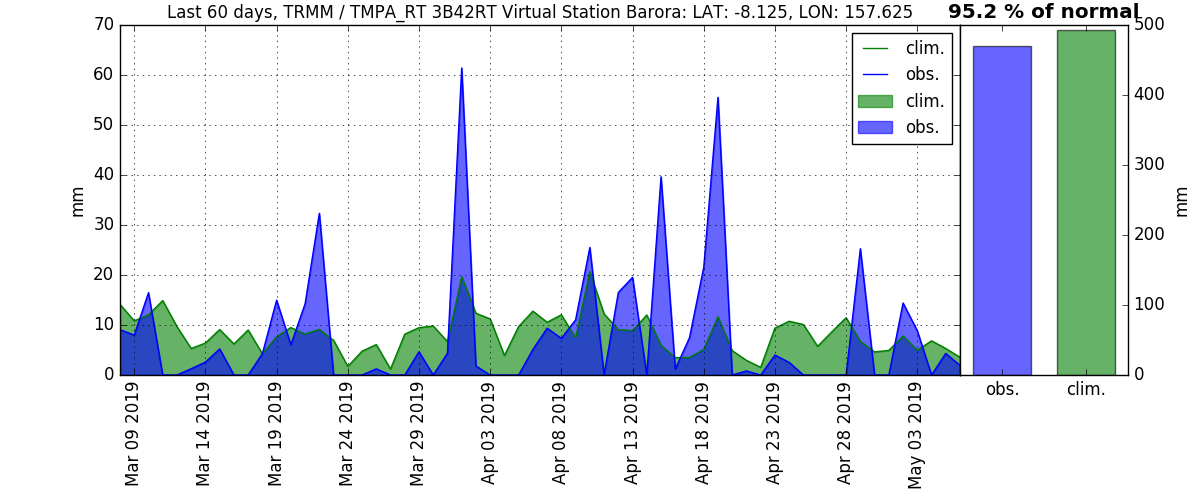 Last 60 days, TRMM / TMPA_RT 3B42RT Virtual Station Barora: LAT: -8.125, LON: 157.625
95.2 % of normal
70
60
50
40
30
20
10
0
mm
clim.
obs.
clim.
obs.
500
400
300
200
100
0
mm
obs.
clim.
Mar 09 2019
Mar 14 2019
Mar 19 2019
Mar 24 2019
Mar 29 2019
Apr 03 2019
Apr 08 2019
Apr 13 2019
Apr 18 2019
Apr 23 2019
Apr 28 2019
May 03 2019